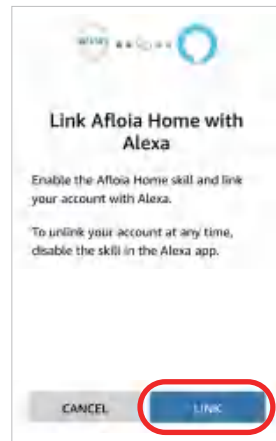 Link Afloia Home with
Alexa
Enable the Afloia Home skill and link
your account with Alexa.
To unlink your account at any time,
disable the skill in the Alexa app.
CANCEL
LINK